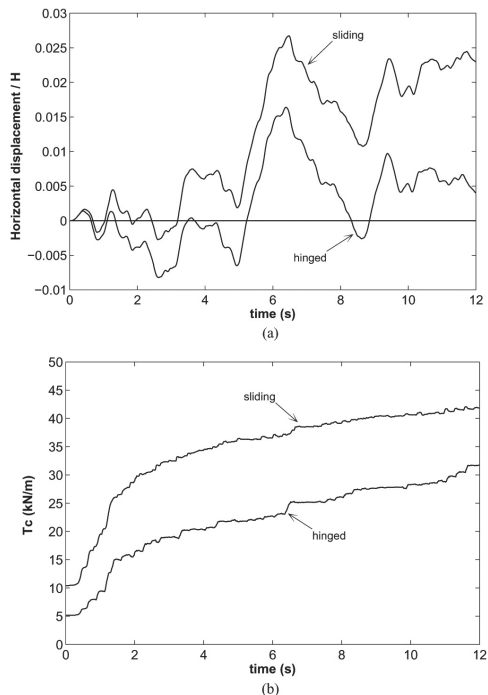 0.03
0.025
0.02
0.015
0.01
0.005
0
−0.005
−0.01
Horizontal displacement / H
sliding
hinged
0 2 4 6 8 10 12
time (s)
(a)
50
45
40
35
30
25
20
15
10
5
0
Tc (kN/m)
sliding
hinged
0 2 4 6 8 10 12
time (s)
(b)